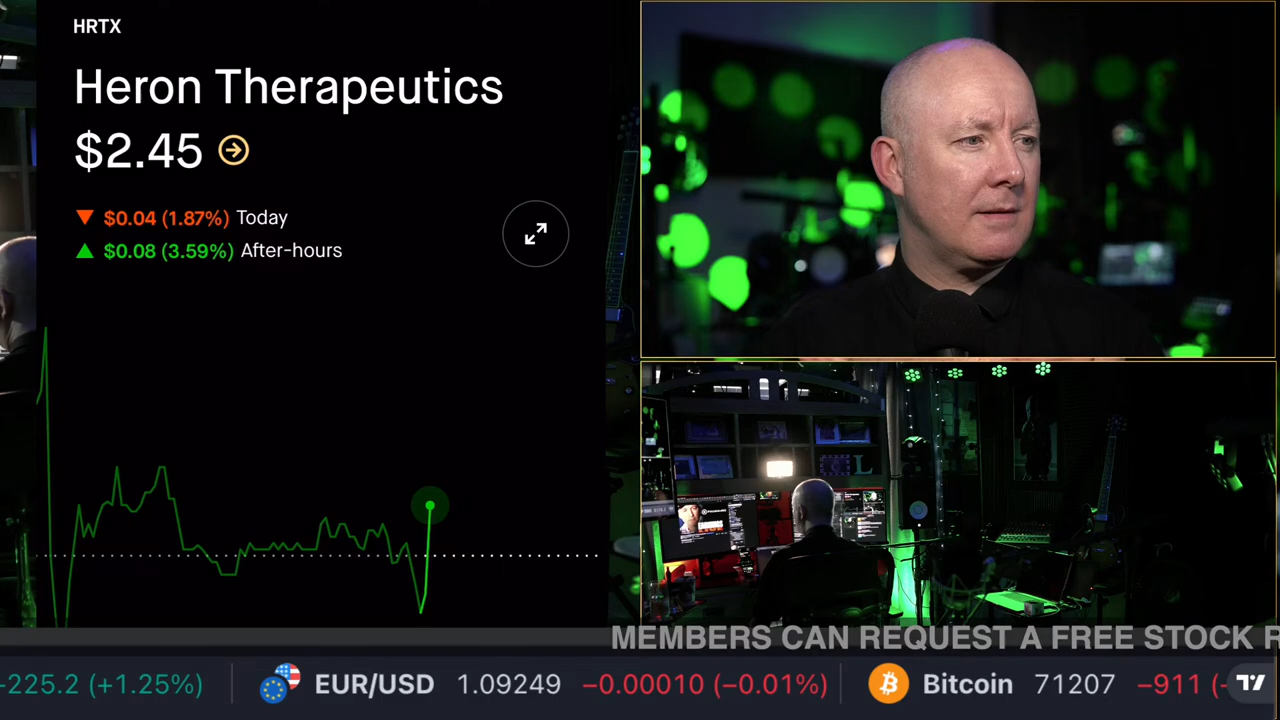 HRTX
Heron Therapeutics
$2.45
▼ $0.04 (1.87%) Today
▲ $0.08 (3.59%) After-hours
L
MEMBERS CAN REQUEST A FREE STOCK R
-225.2 (+1.25%) EUR/USD 1.09249 −0.00010 (−0.01%) Bitcoin 71207 −911 (-